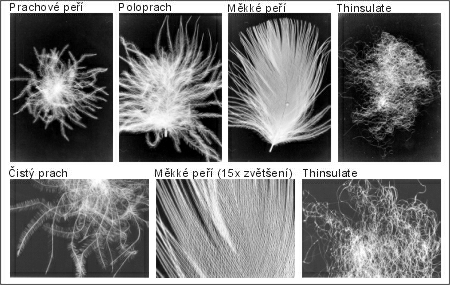 Prachové peří Poloprach Měkké peří Thinsulate
Čistý prach Měkké peří (15x zvětšení) Thinsulate